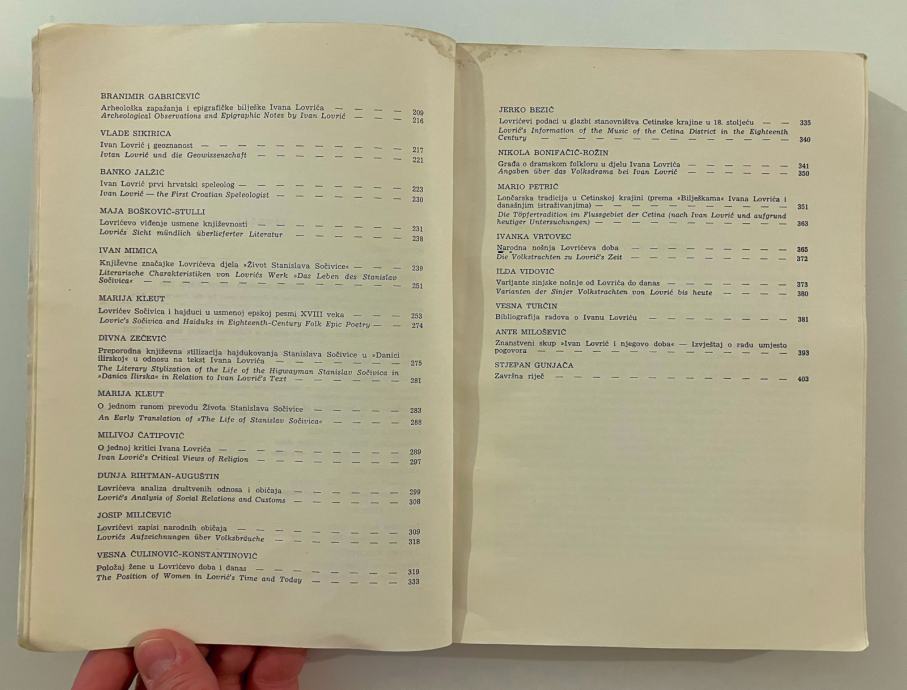 BRANIMIR GABRIČEVIĆ
Arheološka zapažanja i epigrafičke bilješke Ivana Lovrića — — — — 209
Archeological Observations and Epigraphic Notes by Ivan Lovrić — — — 216
VLADE SIKIRICA
Ivan Lovrić i geoznanost — — — — — — — — — 217
Ivtan Lovrić und die Geowissenschaft — — — — — — — 221
BANKO JALŽIĆ
Ivan Lovrić prvi hrvatski speleolog — — — — — — — — 223
Ivan Lovrić — the First Croatian Speleologist — — — — — — 230
MAJA BOŠKOVIĆ-STULLI
Lovrićevo viđenje usmene književnosti — — — — — — — 231
Lovrićs Sicht mündlich überlieferter Literatur — — — — — — 238
IVAN MIMICA
Književne značajke Lovrićeva djela »Život Stanislava Sočivice« — — — 239
Literarische Charakteristiken von Lovrićs Werk »Das Leben des Stanislav
Sočivica« — — — — — — — — — — — — — 251
MARIJA KLEUT
Lovrićev Sočivica i hajduci u usmenoj epskoj pesmi XVIII veka — — — 253
Lovric's Sočivica and Haiduks in Eighteenth-Century Folk Epic Poetry — — 274
DIVNA ZEČEVIĆ
Preporodna književna stilizacija hajdukovanja Stanislava Sočivice u »Danici
ilirskoj« u odnosu na tekst Ivana Lovrića — — — — — — — 275
The Literary Stylization of the Life of the Highwayman Stanislav Sočivica in
»Danica Ilirska« in Relation to Ivan Lovrić's Text — — — — — 281
MARIJA KLEUT
O jednom ranom prevodu Života Stanislava Sočivice — — — — — 283
An Early Translation of »The Life of Stanislav Sočivica« — — — — 288
MILIVOJ ČATIPOVIĆ
O jednoj kritici Ivana Lovrića — — — — — — — — — 289
Ivan Lovrić's Critical Views of Religion — — — — — — — 297
DUNJA RIHTMAN-AUGUŠTIN
Lovrićeva analiza društvenih odnosa i običaja — — — — — — 299
Lovrić's Analysis of Social Relations and Customs — — — — — 308
JOSIP MILIĆEVIĆ
Lovrićevi zapisi narodnih običaja — — — — — — — — 309
Lovrićs Aufzeichnungen über Volksbräuche — — — — — — 318
VESNA ČULINOVIĆ-KONSTANTINOVIĆ
Položaj žene u Lovrićevo doba i danas — — — — — — — 319
The Position of Women in Lovrić's Time and Today — — — — — 333
JERKO BEZIĆ
Lovrićevi podaci u glazbi stanovništva Cetinske krajine u 18. stoljeću — — 335
Lovrić's Information of the Music of the Cetina District in the Eighteenth
Century — — — — — — — — — — — — — 340
NIKOLA BONIFAČIĆ-ROŽIN
Građa o dramskom folkloru u djelu Ivana Lovrića — — — — — 341
Angaben über das Volksdrama bei Ivan Lovrić — — — — — — 350
MARIO PETRIĆ
Lončarska tradicija u Cetinskoj krajini (prema »Bilješkama« Ivana Lovrića i
današnjim istraživanjima) — — — — — — — — — — 351
Die Töpfertradition im Flussgebiet der Cetina (nach Ivan Lovrić und aufgrund
heutiger Untersuchungen) — — — — — — — — — — 363
IVANKA VRTOVEC
Narodna nošnja Lovrićeva doba — — — — — — — — 365
Die Volkstrachten zu Lovrić's Zeit — — — — — — — — 372
ILDA VIDOVIĆ
Varijante sinjske nošnje od Lovrića do danas — — — — — — 373
Varianten der Sinjer Volkstrachten von Lovrić bis heute — — — — 380
VESNA TURČIN
Bibliografija radova o Ivanu Lovriću — — — — — — — 381
ANTE MILOŠEVIĆ
Znanstveni skup »Ivan Lovrić i njegovo doba« — Izvještaj o radu umjesto
pogovora — — — — — — — — — — — — — 393
STJEPAN GUNJAČA
Završna riječ — — — — — — — — — — — — 403